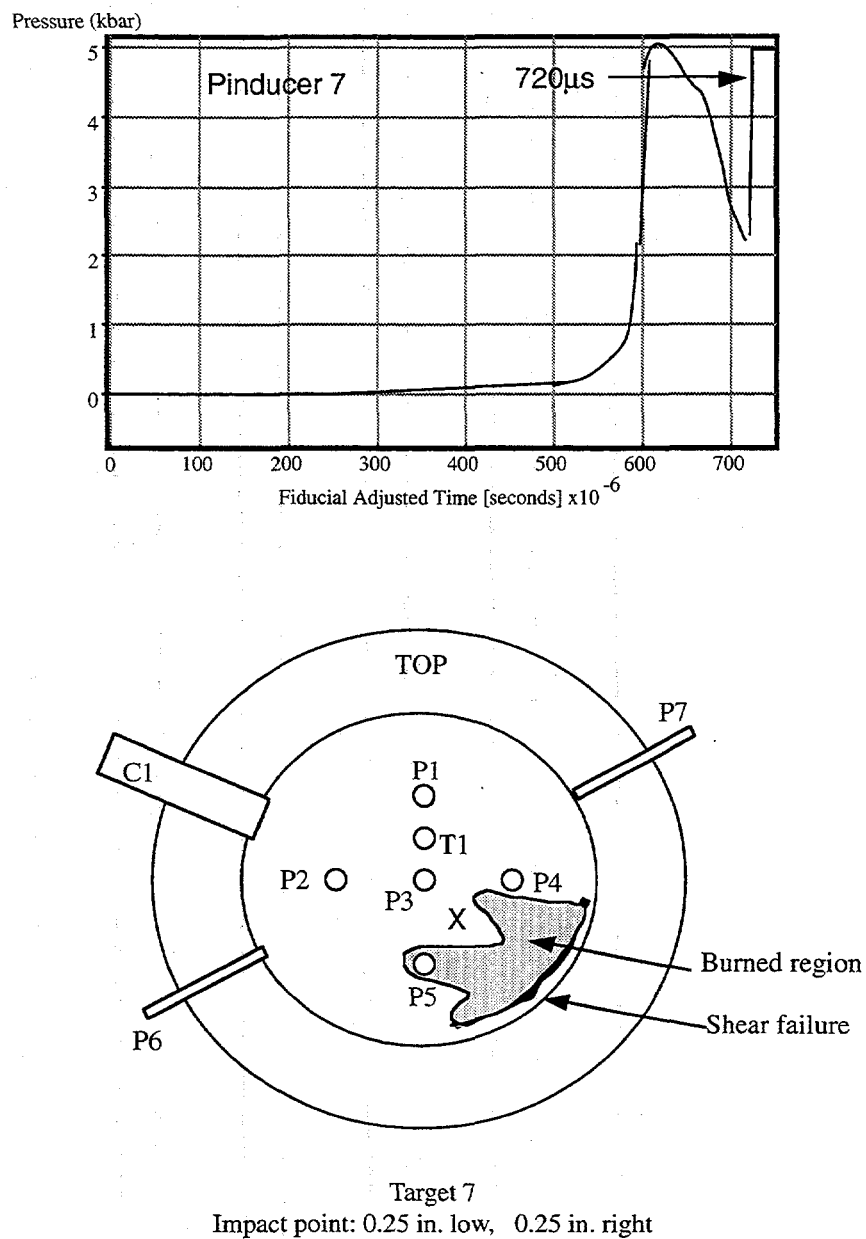 Pressure (kbar)
5
4
3
2
1
0
Pinducer 7
720µs
0 100 200 300 400 500 600 700
Fiducial Adjusted Time [seconds] x10 -6
TOP
P7
C1
P1
T1
P2
P3
P4
X
P5
Burned region
Shear failure
P6
Target 7
Impact point: 0.25 in. low, 0.25 in. right